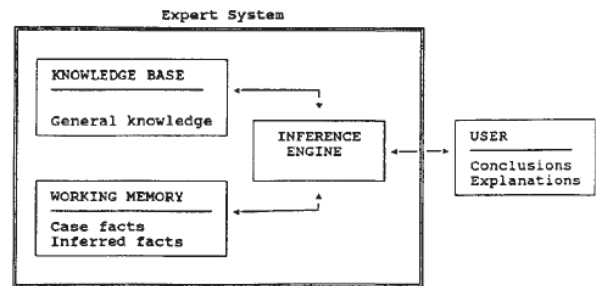 Expert System
KNOWLEDGE BASE
General knowledge
INFERENCE
ENGINE
USER
Conclusions
Explanations
WORKING MEMORY
Case facts
Inferred facts